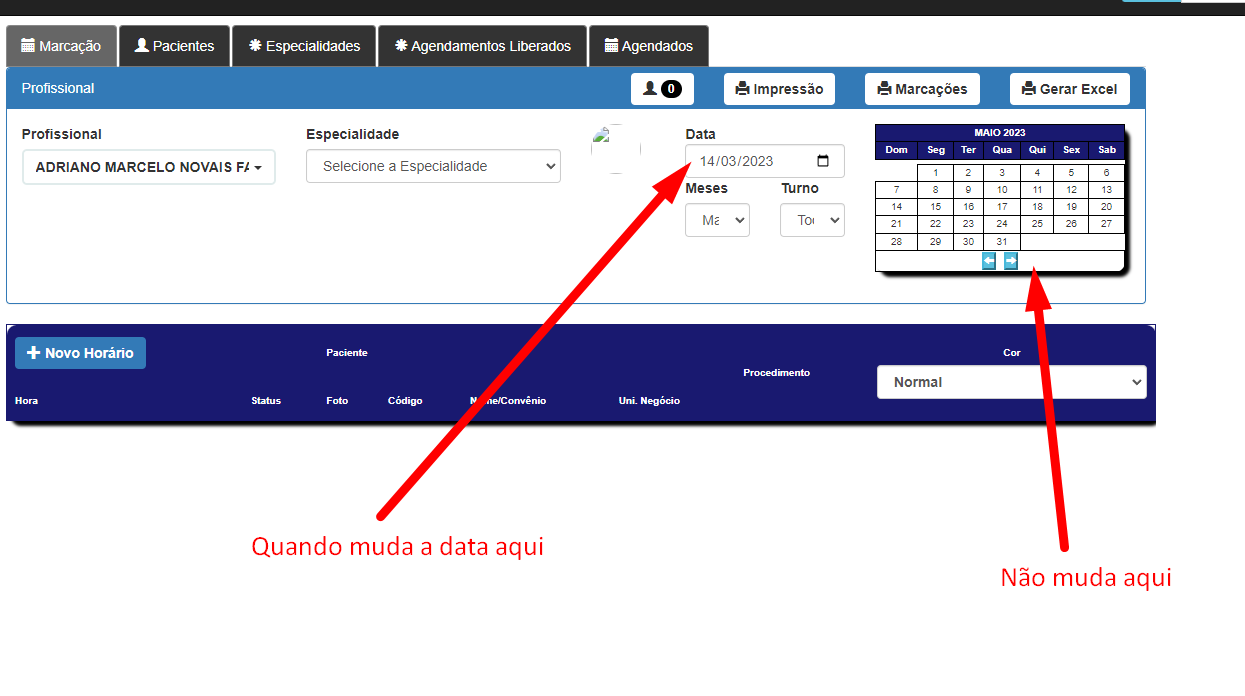 Marcação Pacientes Especialidades Agendamentos Liberados Agendados
Profissional 0 Impressão Marcações Gerar Excel
Profissional Especialidade Data
ADRIANO MARCELO NOVAIS FA Selecione a Especialidade 14/03/2023
Meses Turno
Ma To
MAIO 2023
Dom Seg Ter Qua Qui Sex Sab
1 2 3 4 5 6
7 8 9 10 11 12 13
14 15 16 17 18 19 20
21 22 23 24 25 26 27
28 29 30 31
Novo Horário Paciente Procedimento Cor
Normal
Hora Status Foto Código Nome/Convênio Uni. Negócio
Quando muda a data aqui
Não muda aqui